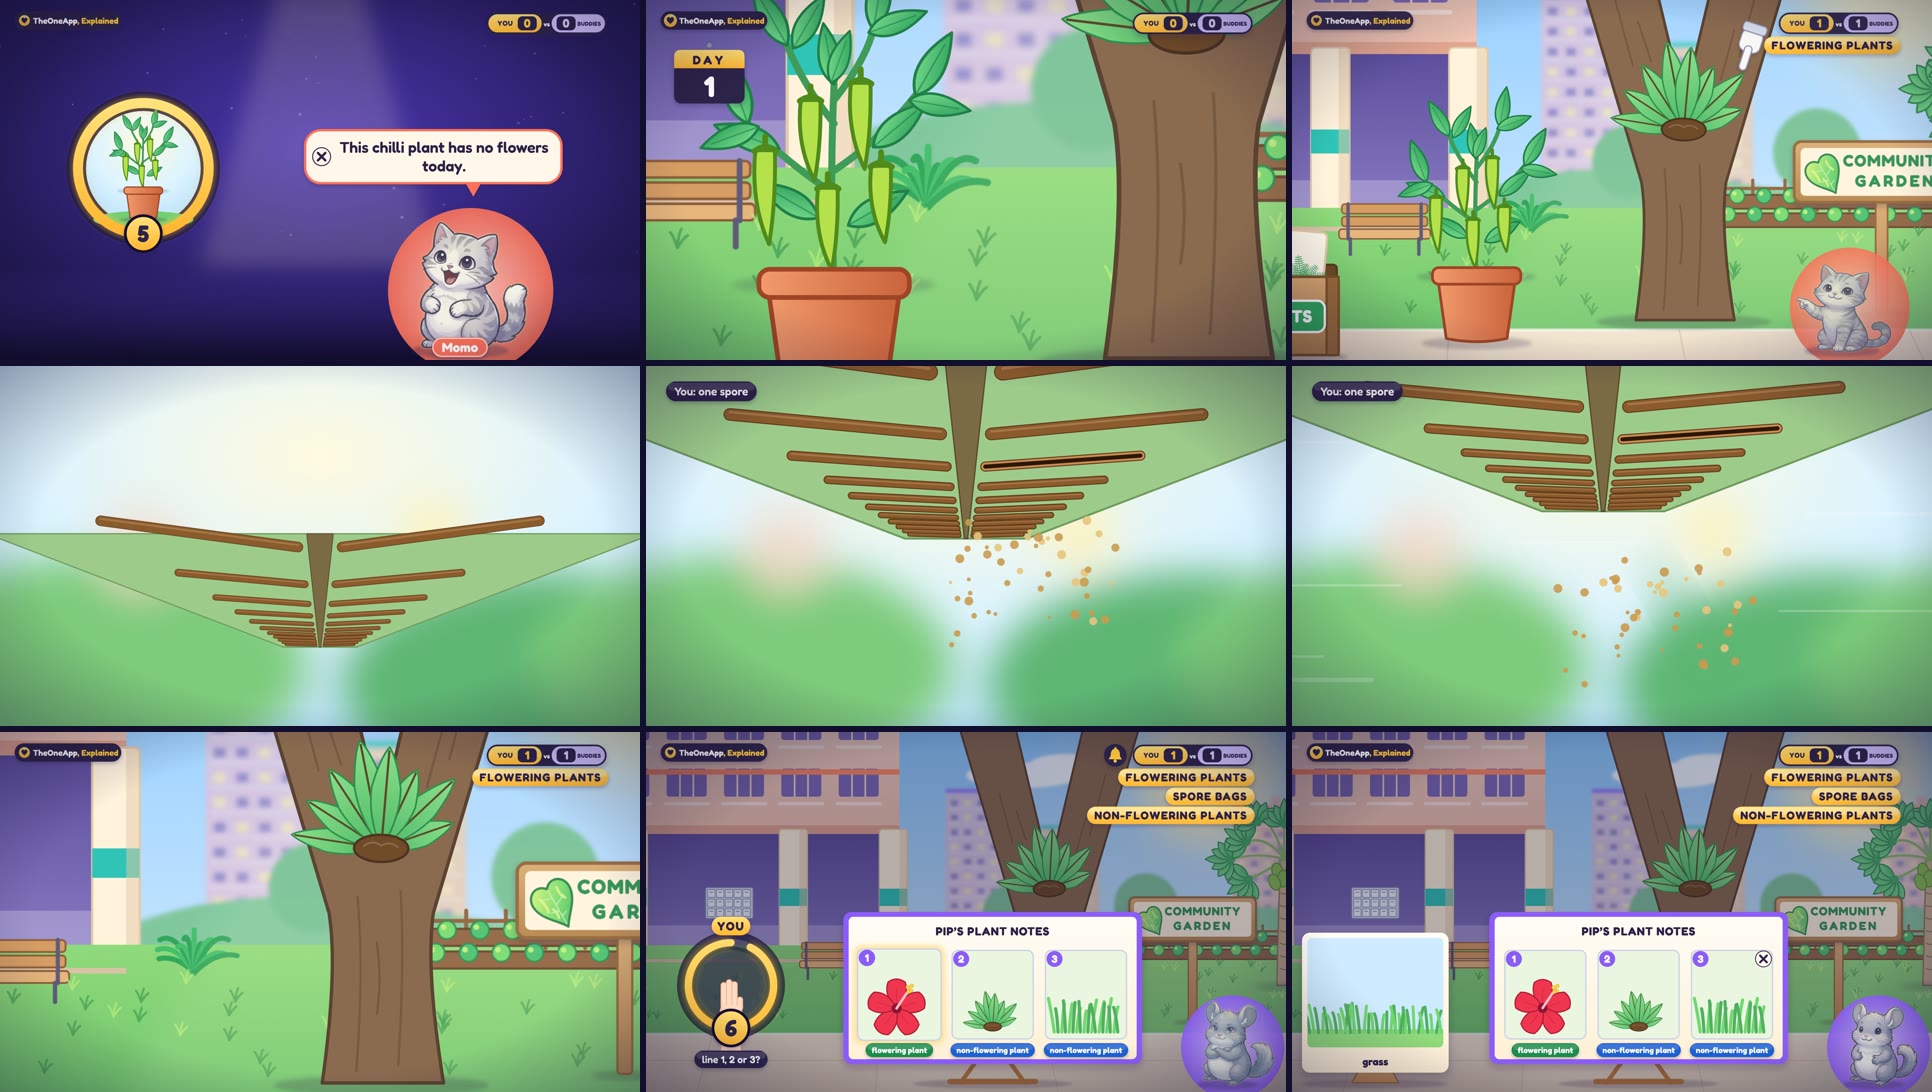 TheOneApp, Explained
YOU 0 vs 0 BUDDIES
This chilli plant has no flowers
today.
5
Momo
TheOneApp, Explained
YOU 0 vs 0 BUDDIES
DAY
1
TheOneApp, Explained
YOU 1 vs 1 BUDDIES
FLOWERING PLANTS
COMMUNIT
GARDEN
TS
You: one spore
You: one spore
TheOneApp, Explained
YOU 1 vs 1 BUDDIES
FLOWERING PLANTS
COMM
GAR
TheOneApp, Explained
YOU 1 vs 1 BUDDIES
FLOWERING PLANTS
SPORE BAGS
NON-FLOWERING PLANTS
COMMUNITY
GARDEN
YOU
6
line 1, 2 or 3?
PIP'S PLANT NOTES
1 2 3
flowering plant non-flowering plant non-flowering plant
TheOneApp, Explained
YOU 1 vs 1 BUDDIES
FLOWERING PLANTS
SPORE BAGS
NON-FLOWERING PLANTS
COMMUNITY
GARDEN
grass
PIP'S PLANT NOTES
1 2 3
flowering plant non-flowering plant non-flowering plant